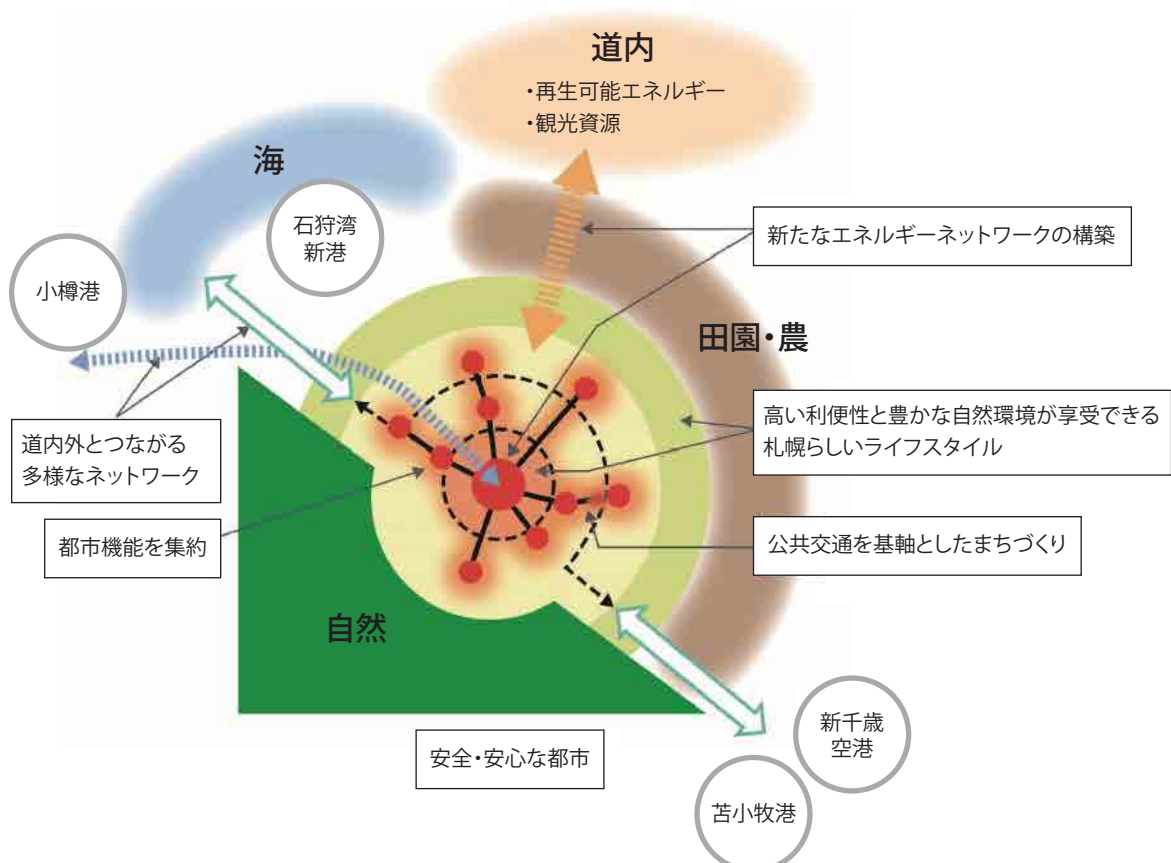 道内
・再生可能エネルギー
・観光資源
海
石狩湾
新港
小樽港
新たなエネルギーネットワークの構築
田園・農
高い利便性と豊かな自然環境が享受できる
札幌らしいライフスタイル
道内外とつながる
多様なネットワーク
都市機能を集約
公共交通を基軸としたまちづくり
自然
安全・安心な都市
新千歳
空港
苫小牧港